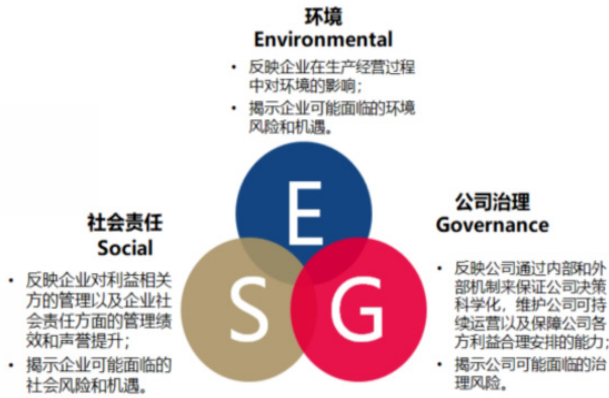 环境
Environmental
• 反映企业在生产经营过程
中对环境的影响；
• 揭示企业可能面临的环境
风险和机遇。
E
社会责任
Social
• 反映企业对利益相关
方的管理以及企业社
会责任方面的管理绩
效和声誉提升；
• 揭示企业可能面临的
社会风险和机遇。
S
G
公司治理
Governance
• 反映公司通过内部和外
部机制来保证公司决策
科学化，维护公司可持
续运营以及保障公司各
方利益合理安排的能力；
• 揭示公司可能面临的治
理风险。